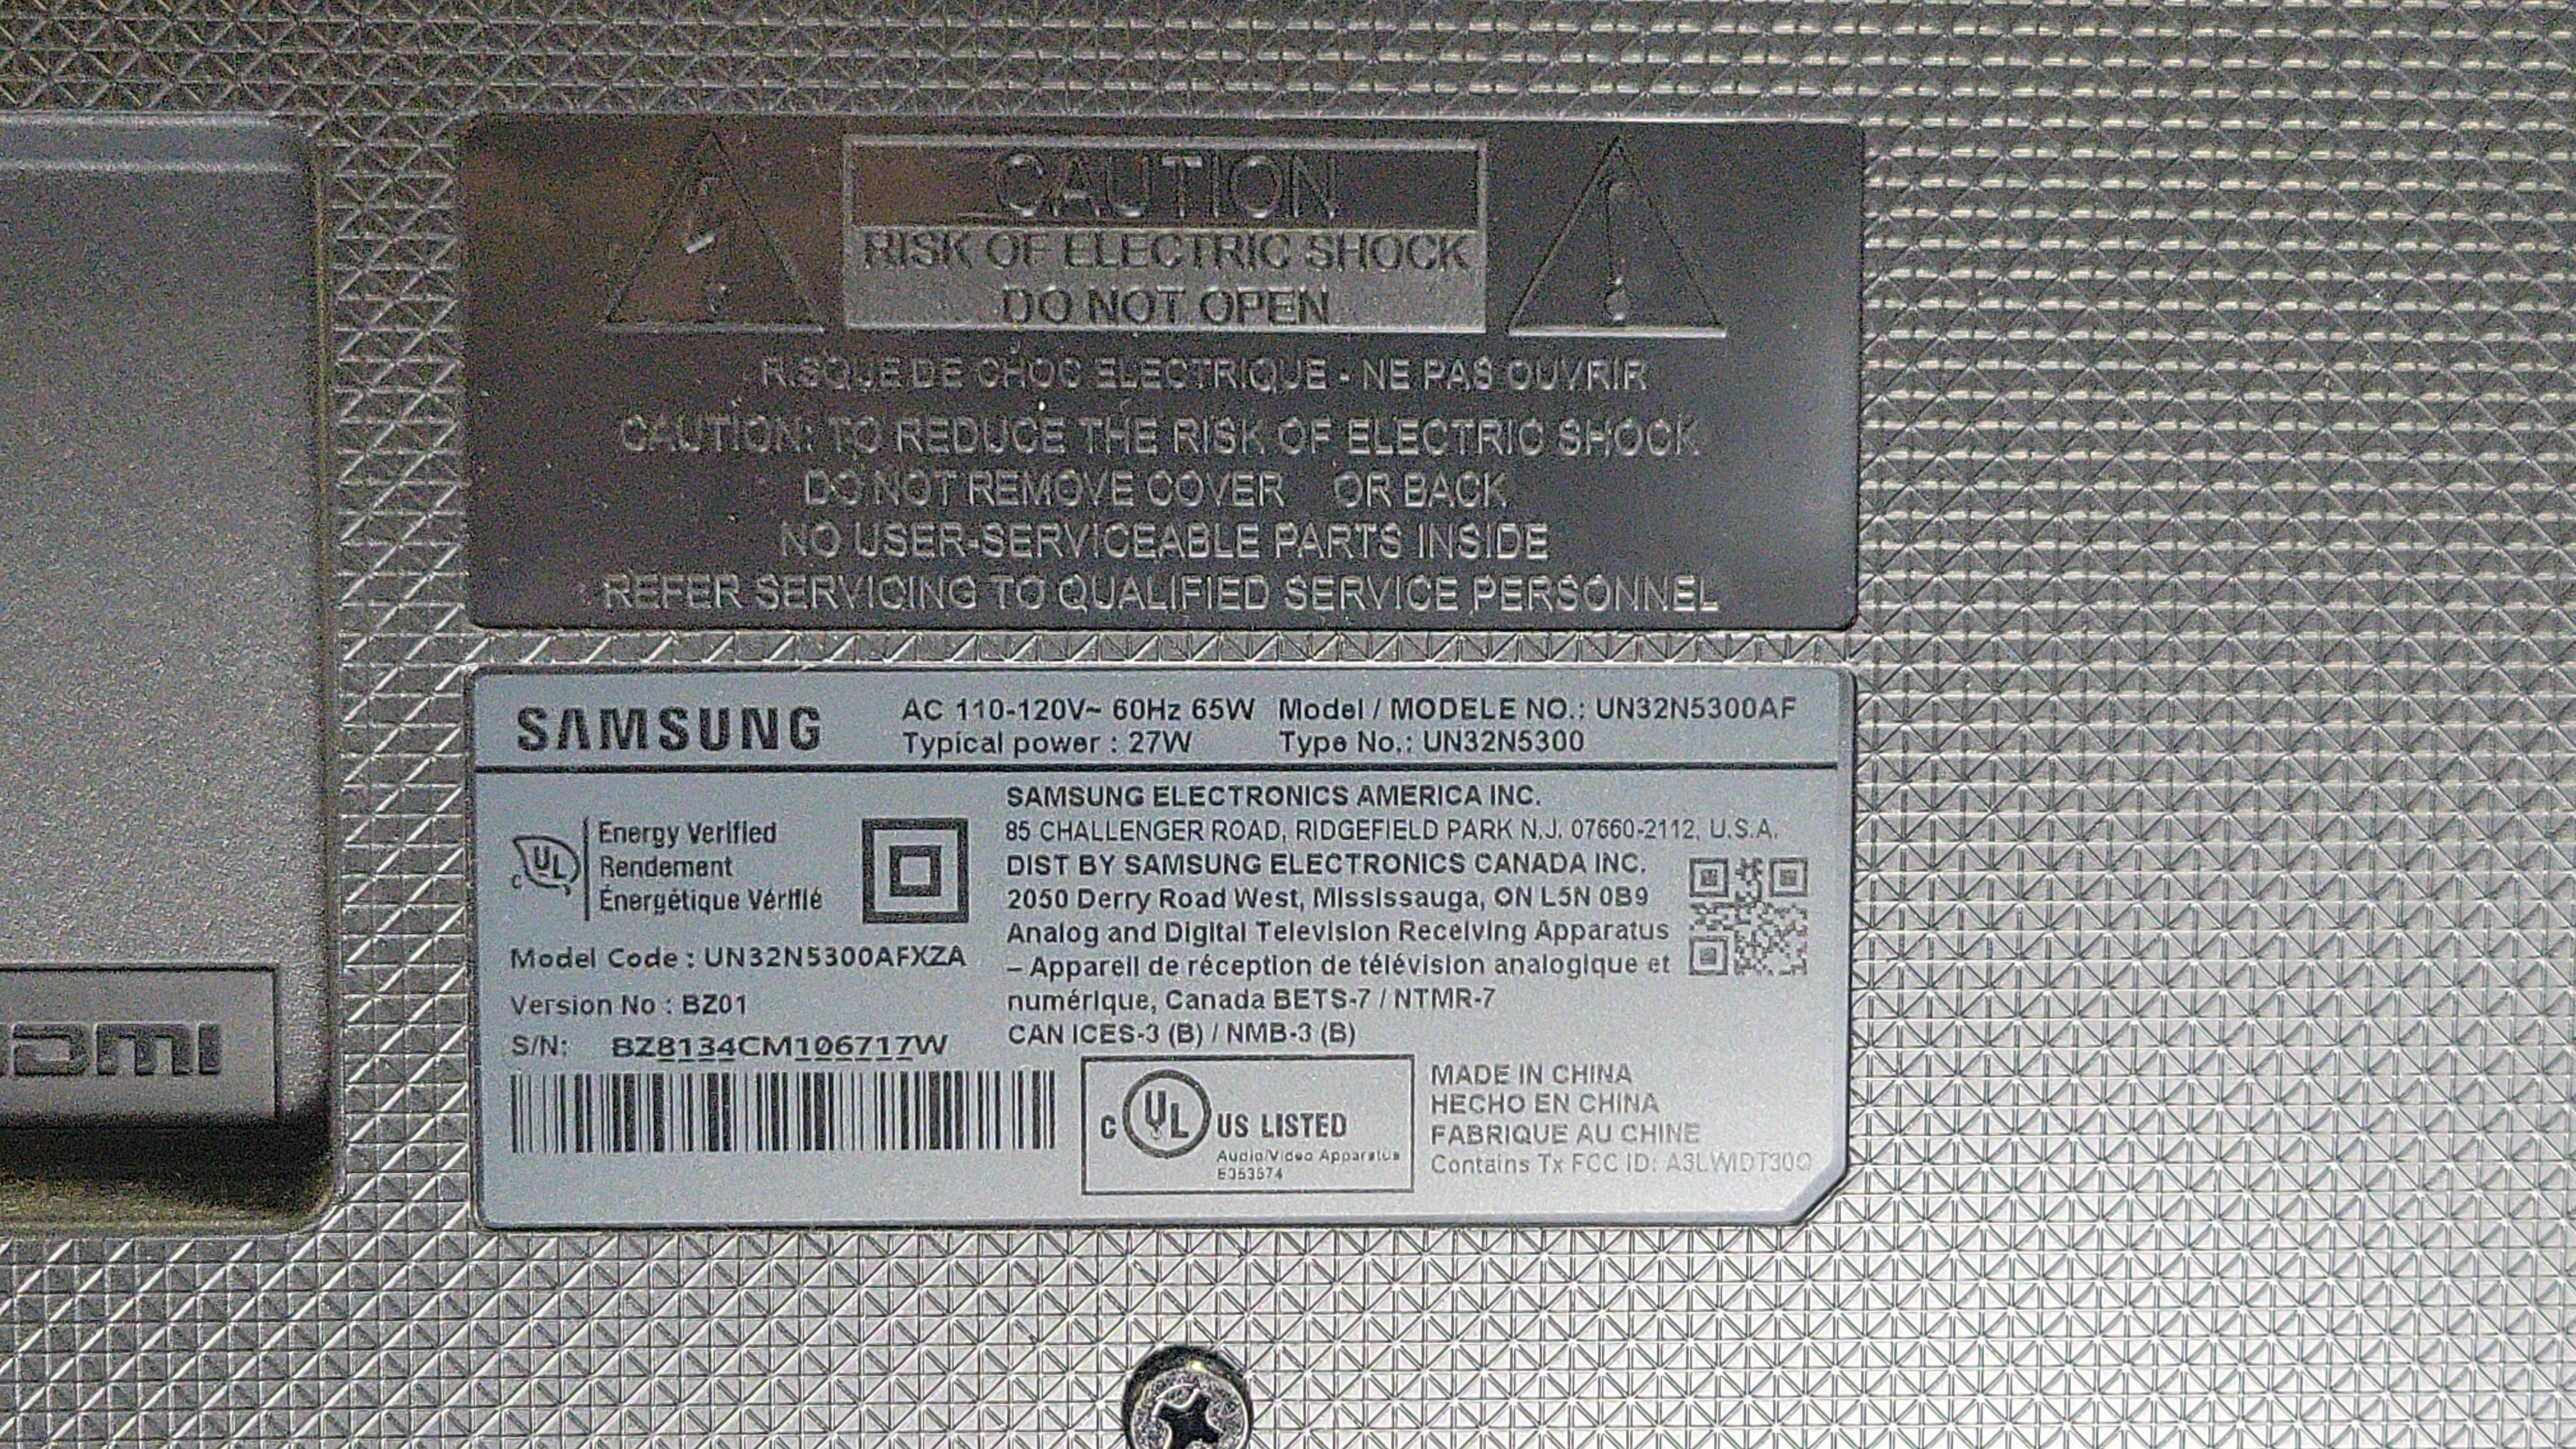 CAUTION
RISK OF ELECTRIC SHOCK
DO NOT OPEN
RISQUE DE CHOC ELECTRIQUE - NE PAS OUVRIR
CAUTION: TO REDUCE THE RISK OF ELECTRIC SHOCK
DO NOT REMOVE COVER OR BACK
NO USER-SERVICEABLE PARTS INSIDE
REFER SERVICING TO QUALIFIED SERVICE PERSONNEL
SAMSUNG
AC 110-120V~ 60Hz 65W Model / MODELE NO.: UN32N5300AF
Typical power : 27W Type No.: UN32N5300
c UL Energy Verified
Rendement
Énergétique Vérifié
Model Code : UN32N5300AFXZA
Version No : BZ01
S/N: BZ8134CM106717W
SAMSUNG ELECTRONICS AMERICA INC.
85 CHALLENGER ROAD, RIDGEFIELD PARK N.J. 07660-2112, U.S.A.
DIST BY SAMSUNG ELECTRONICS CANADA INC.
2050 Derry Road West, Mississauga, ON L5N 0B9
Analog and Digital Television Receiving Apparatus
– Appareil de réception de télévision analogique et
numérique, Canada BETS-7 / NTMR-7
CAN ICES-3 (B) / NMB-3 (B)
c UL US LISTED
Audio/Video Apparatus
MADE IN CHINA
HECHO EN CHINA
FABRIQUE AU CHINE
Contains Tx FCC ID: A3LWIDT30Q